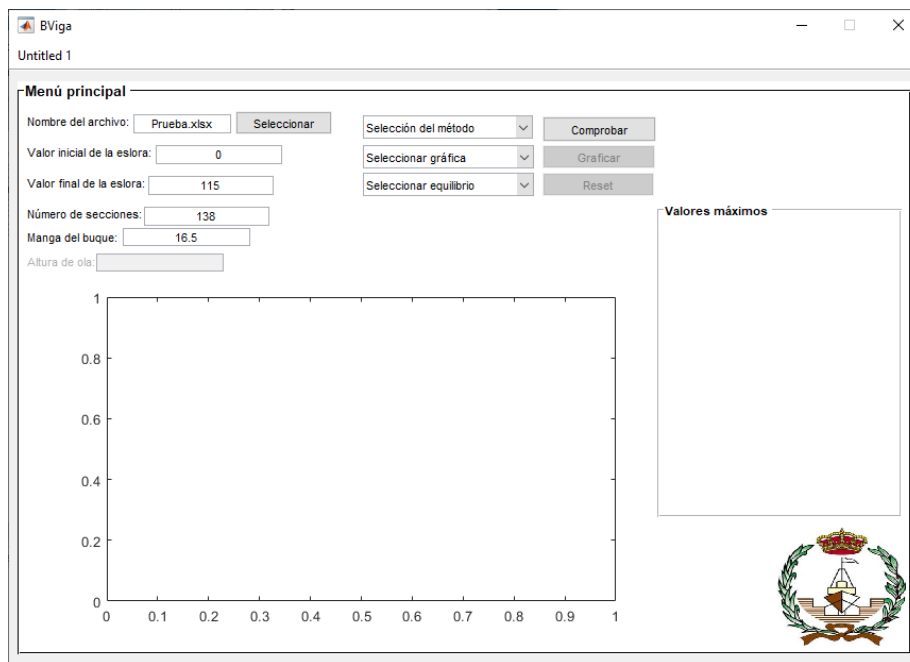 BViga
Untitled 1
Menú principal
Nombre del archivo: Prueba.xlsx Seleccionar
Selección del método Comprobar
Valor inicial de la eslora: 0
Seleccionar gráfica Graficar
Valor final de la eslora: 115
Seleccionar equilibrio Reset
Número de secciones: 138
Valores máximos
Manga del buque: 16.5
Altura de ola:
1
0.8
0.6
0.4
0.2
0
0 0.1 0.2 0.3 0.4 0.5 0.6 0.7 0.8 0.9 1